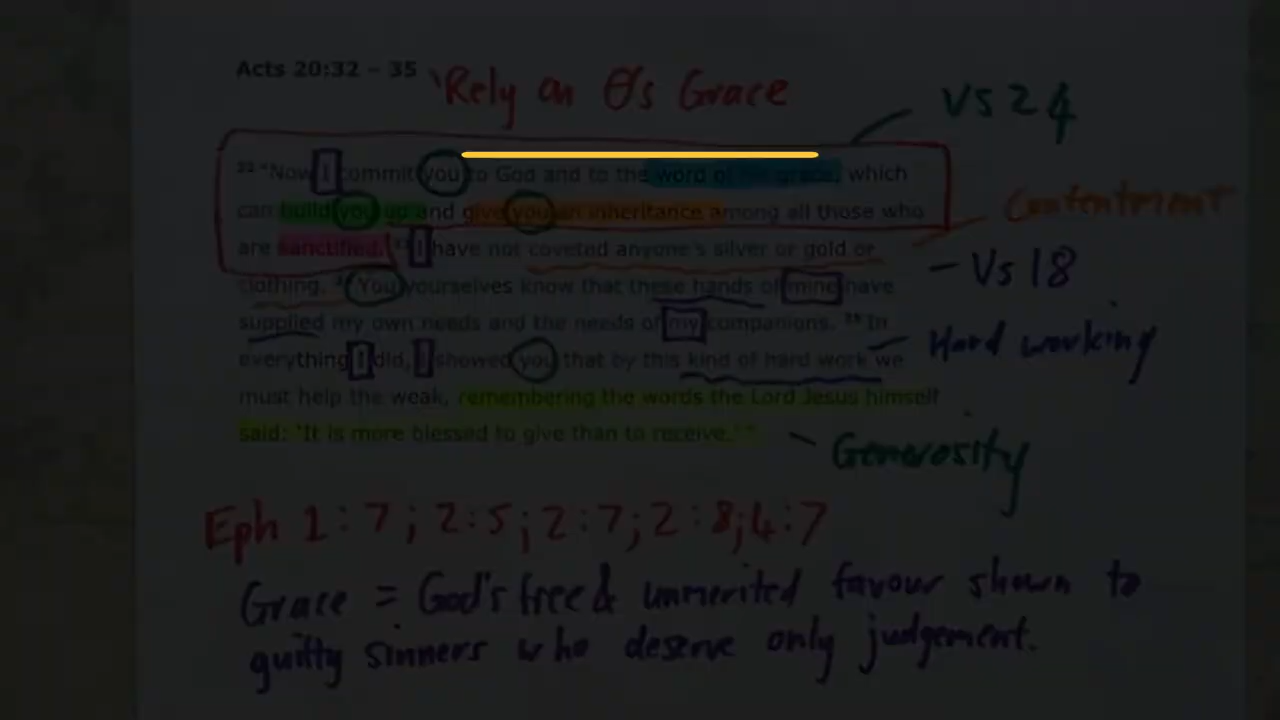 Acts 20:32 – 35
'Rely on θ's Grace
Vs 24
32 "Now I commit you to God and to the word of his grace, which
can build you up and give you an inheritance among all those who
Contentment
are sanctified. 33 I have not coveted anyone's silver or gold or
– Vs 18
clothing. 34 You yourselves know that these hands of mine have
supplied my own needs and the needs of my companions. 35 In
Hard working
everything I did, I showed you that by this kind of hard work we
must help the weak, remembering the words the Lord Jesus himself
said: 'It is more blessed to give than to receive.' "
Generosity
Eph 1:7; 2:5; 2:7; 2:8; 4:7
Grace = God's free & unmerited favour shown to
guilty sinners who deserve only judgement.